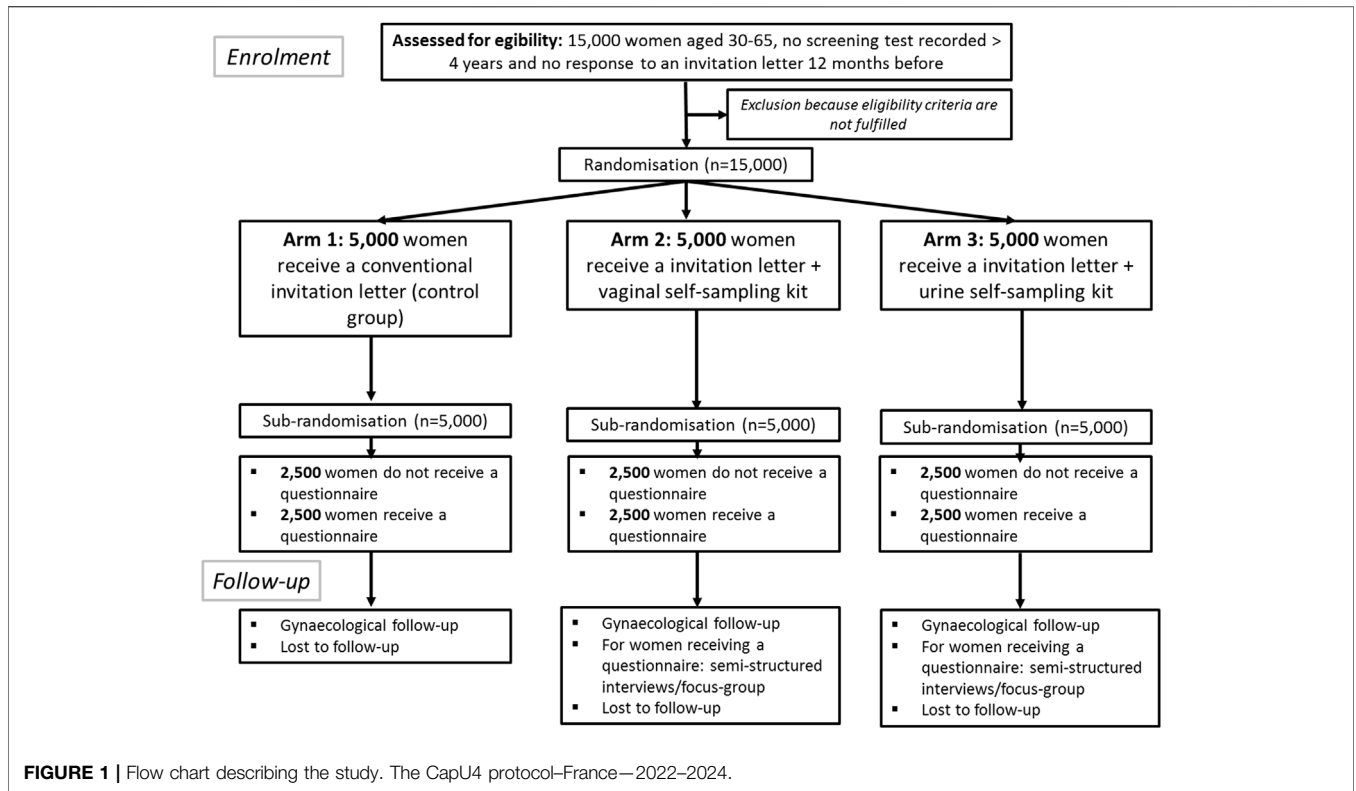 Enrolment
Assessed for egibility: 15,000 women aged 30-65, no screening test recorded >
4 years and no response to an invitation letter 12 months before
Exclusion because eligibility criteria are
not fulfilled
Randomisation (n=15,000)
Arm 1: 5,000 women
receive a conventional
invitation letter (control
group)
Arm 2: 5,000 women
receive a invitation letter +
vaginal self-sampling kit
Arm 3: 5,000 women
receive a invitation letter +
urine self-sampling kit
Sub-randomisation (n=5,000)
Sub-randomisation (n=5,000)
Sub-randomisation (n=5,000)
▪ 2,500 women do not receive a
questionnaire
▪ 2,500 women receive a
questionnaire
▪ 2,500 women do not receive a
questionnaire
▪ 2,500 women receive a
questionnaire
▪ 2,500 women do not receive a
questionnaire
▪ 2,500 women receive a
questionnaire
Follow-up
▪ Gynaecological follow-up
▪ Lost to follow-up
▪ Gynaecological follow-up
▪ For women receiving a
questionnaire: semi-structured
interviews/focus-group
▪ Lost to follow-up
▪ Gynaecological follow-up
▪ For women receiving a
questionnaire: semi-structured
interviews/focus-group
▪ Lost to follow-up
FIGURE 1 | Flow chart describing the study. The CapU4 protocol–France—2022–2024.